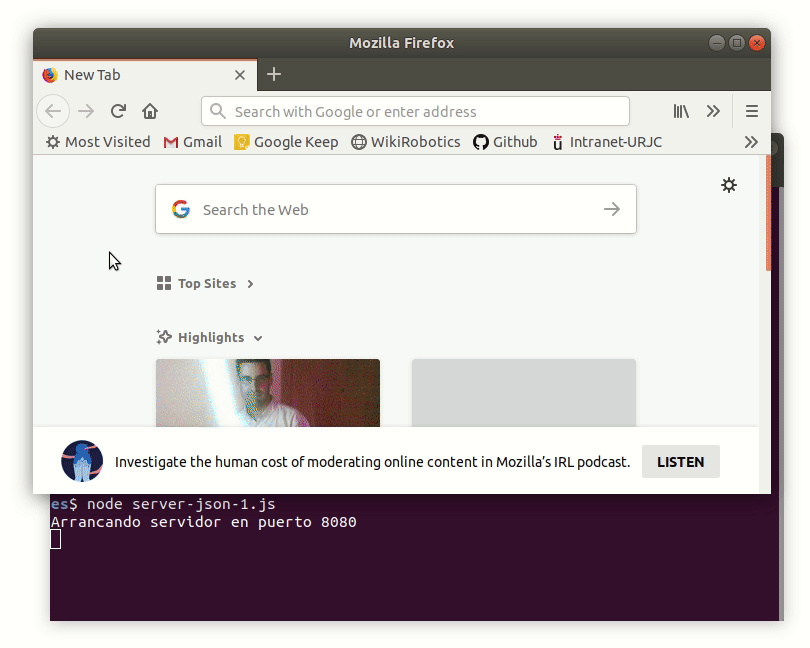 Mozilla Firefox
New Tab
Search with Google or enter address
Most Visited Gmail Google Keep WikiRobotics Github Intranet-URJC
Search the Web
Top Sites
Highlights
Investigate the human cost of moderating online content in Mozilla's IRL podcast. LISTEN
es$ node server-json-1.js
Arrancando servidor en puerto 8080